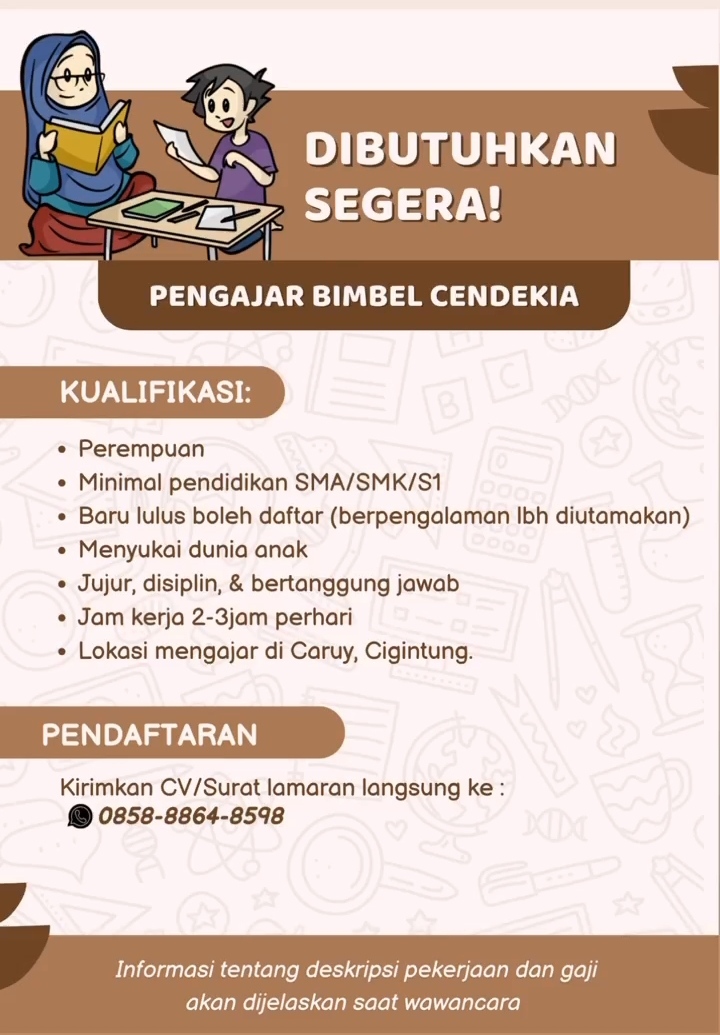 DIBUTUHKAN
SEGERA!
PENGAJAR BIMBEL CENDEKIA
KUALIFIKASI:
• Perempuan
• Minimal pendidikan SMA/SMK/S1
• Baru lulus boleh daftar (berpengalaman lbh diutamakan)
• Menyukai dunia anak
• Jujur, disiplin, & bertanggung jawab
• Jam kerja 2-3jam perhari
• Lokasi mengajar di Caruy, Cigintung.
PENDAFTARAN
Kirimkan CV/Surat lamaran langsung ke :
0858-8864-8598
Informasi tentang deskripsi pekerjaan dan gaji
akan dijelaskan saat wawancara